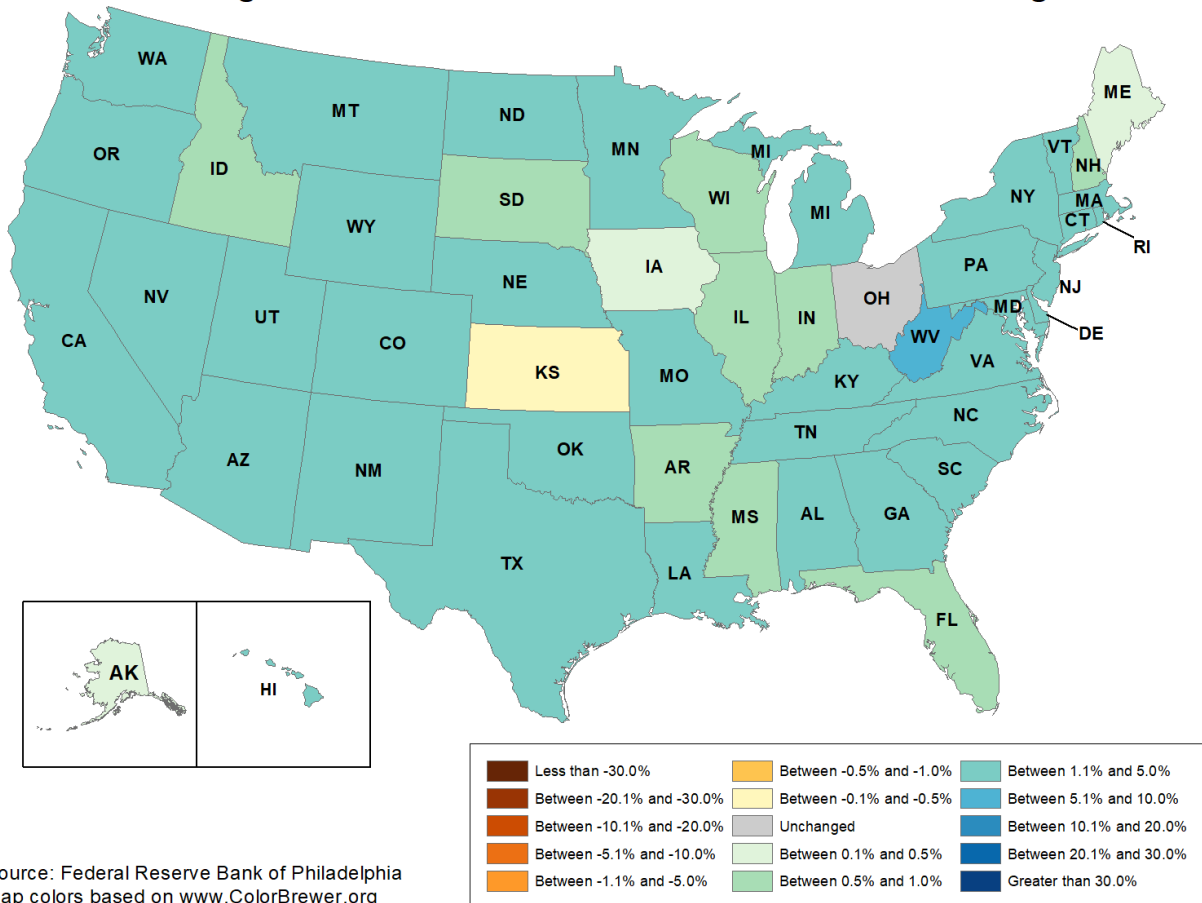 WA
ME
MT
ND
VT
MN
OR
MI
NH
ID
WI
SD
NY
MA
MI
CT
WY
RI
PA
IA
NE
NJ
NV
OH
MD
IL
IN
UT
DE
WV
CA
CO
VA
KS
MO
KY
NC
TN
OK
AZ
AR
SC
NM
MS
AL
GA
TX
LA
FL
AK
HI
Less than -30.0%
Between -20.1% and -30.0%
Between -10.1% and -20.0%
Between -5.1% and -10.0%
Between -1.1% and -5.0%
Between -0.5% and -1.0%
Between -0.1% and -0.5%
Unchanged
Between 0.1% and 0.5%
Between 0.5% and 1.0%
Between 1.1% and 5.0%
Between 5.1% and 10.0%
Between 10.1% and 20.0%
Between 20.1% and 30.0%
Greater than 30.0%
ource: Federal Reserve Bank of Philadelphia
ap colors based on www.ColorBrewer.org